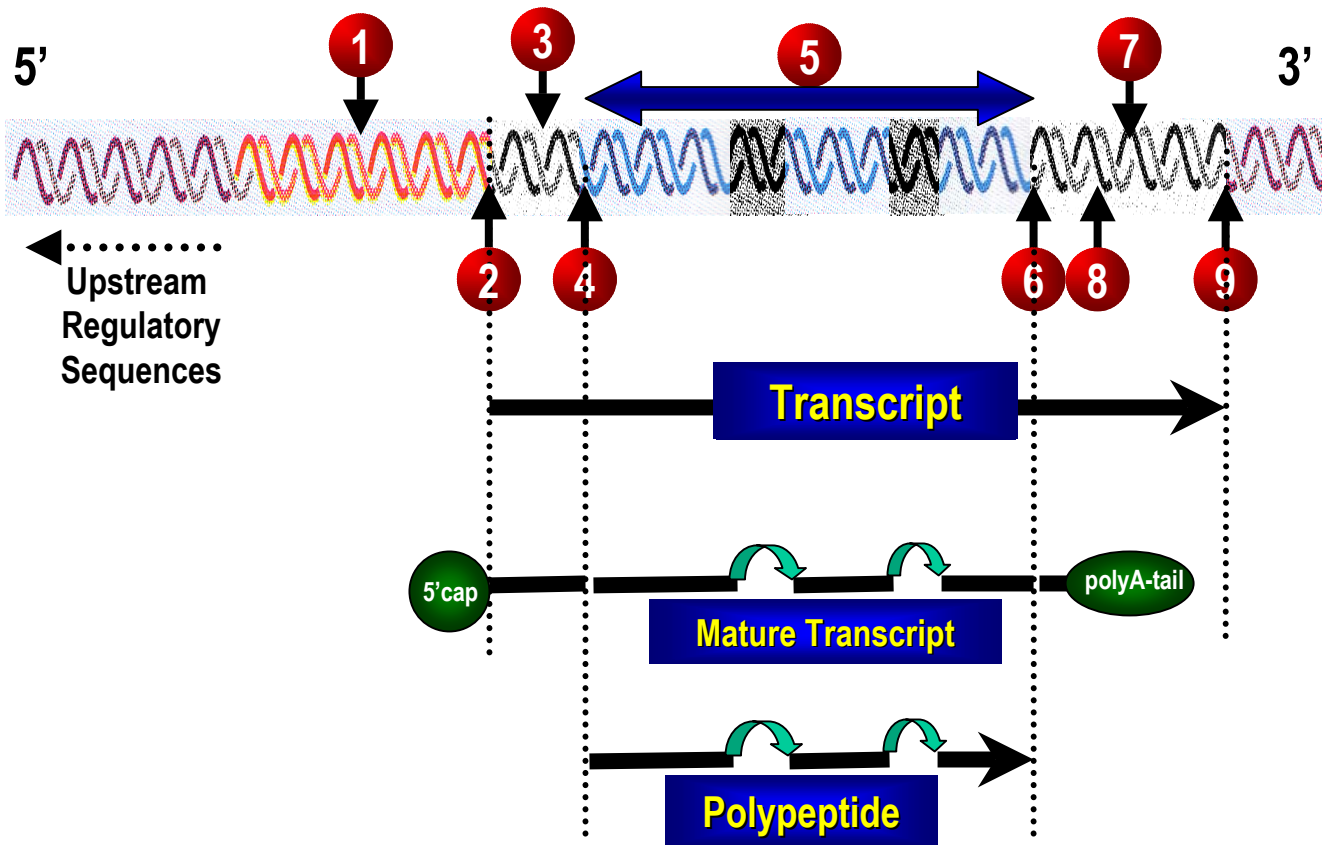 1
3
7
5’
5
3’
Upstream
Regulatory
Sequences
2
4
6
8
9
Transcript
5’cap
polyA-tail
Mature Transcript
Polypeptide